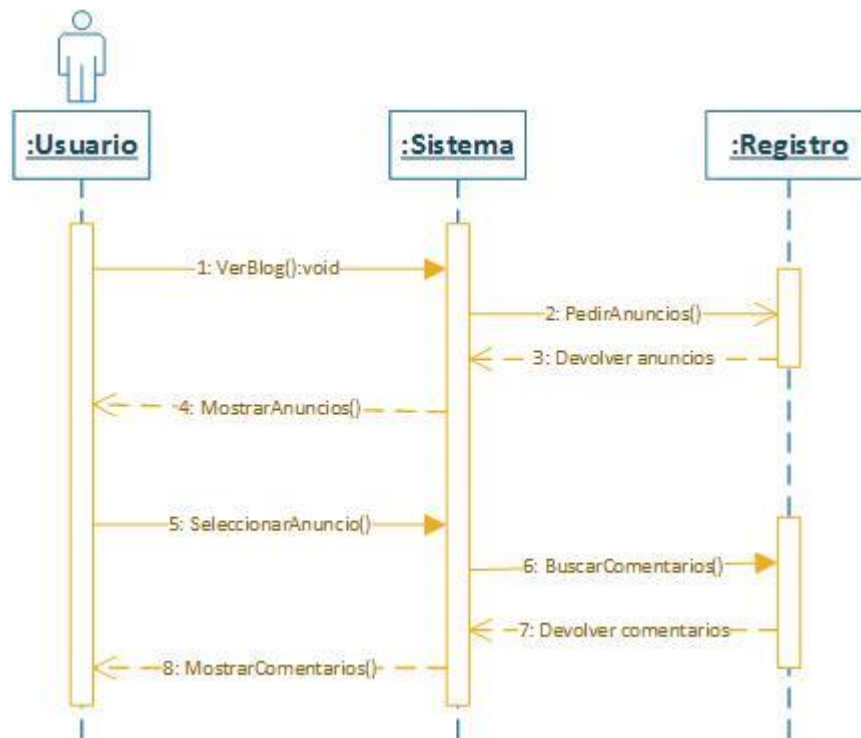 :Usuario
:Sistema
:Registro
1: VerBlog():void
2: PedirAnuncios()
3: Devolver anuncios
4: MostrarAnuncios()
5: SeleccionarAnuncio()
6: BuscarComentarios()
7: Devolver comentarios
8: MostrarComentarios()